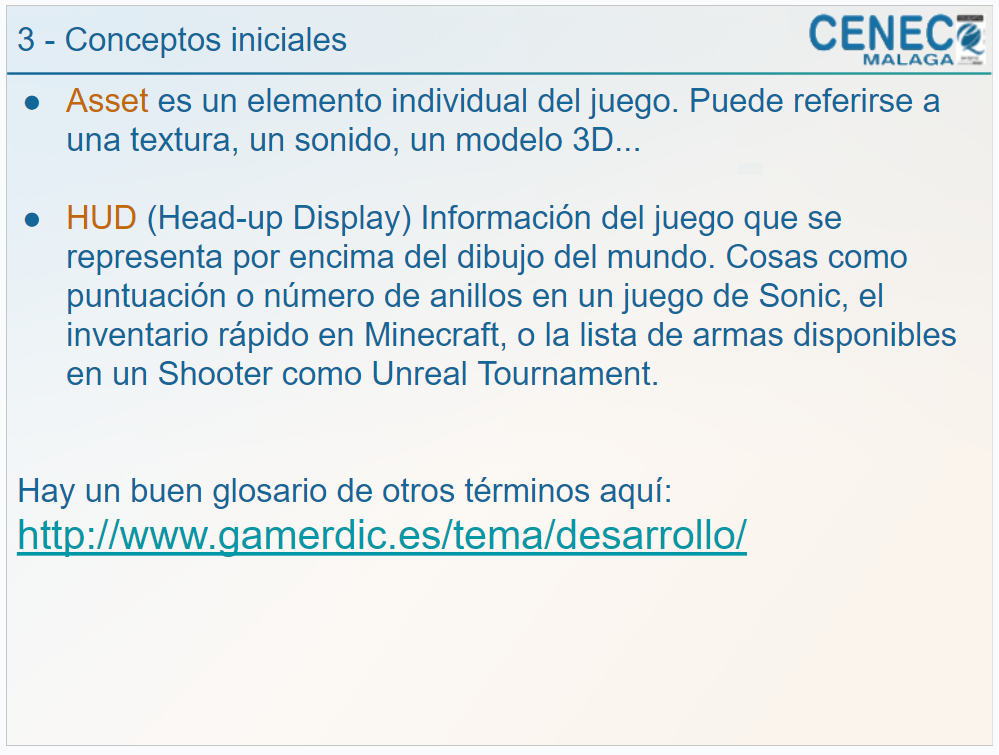 3 - Conceptos iniciales
CENEC
MALAGA
● Asset es un elemento individual del juego. Puede referirse a
una textura, un sonido, un modelo 3D...
● HUD (Head-up Display) Información del juego que se
representa por encima del dibujo del mundo. Cosas como
puntuación o número de anillos en un juego de Sonic, el
inventario rápido en Minecraft, o la lista de armas disponibles
en un Shooter como Unreal Tournament.
Hay un buen glosario de otros términos aquí:
http://www.gamerdic.es/tema/desarrollo/